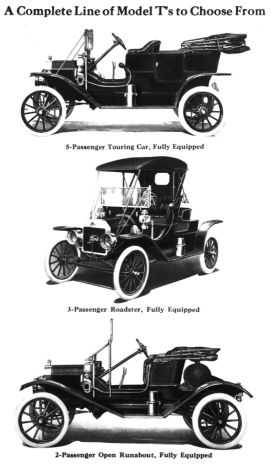 A Complete Line of Model T's to Choose From
5-Passenger Touring Car, Fully Equipped
Ford
3-Passenger Roadster, Fully Equipped
2-Passenger Open Runabout, Fully Equipped